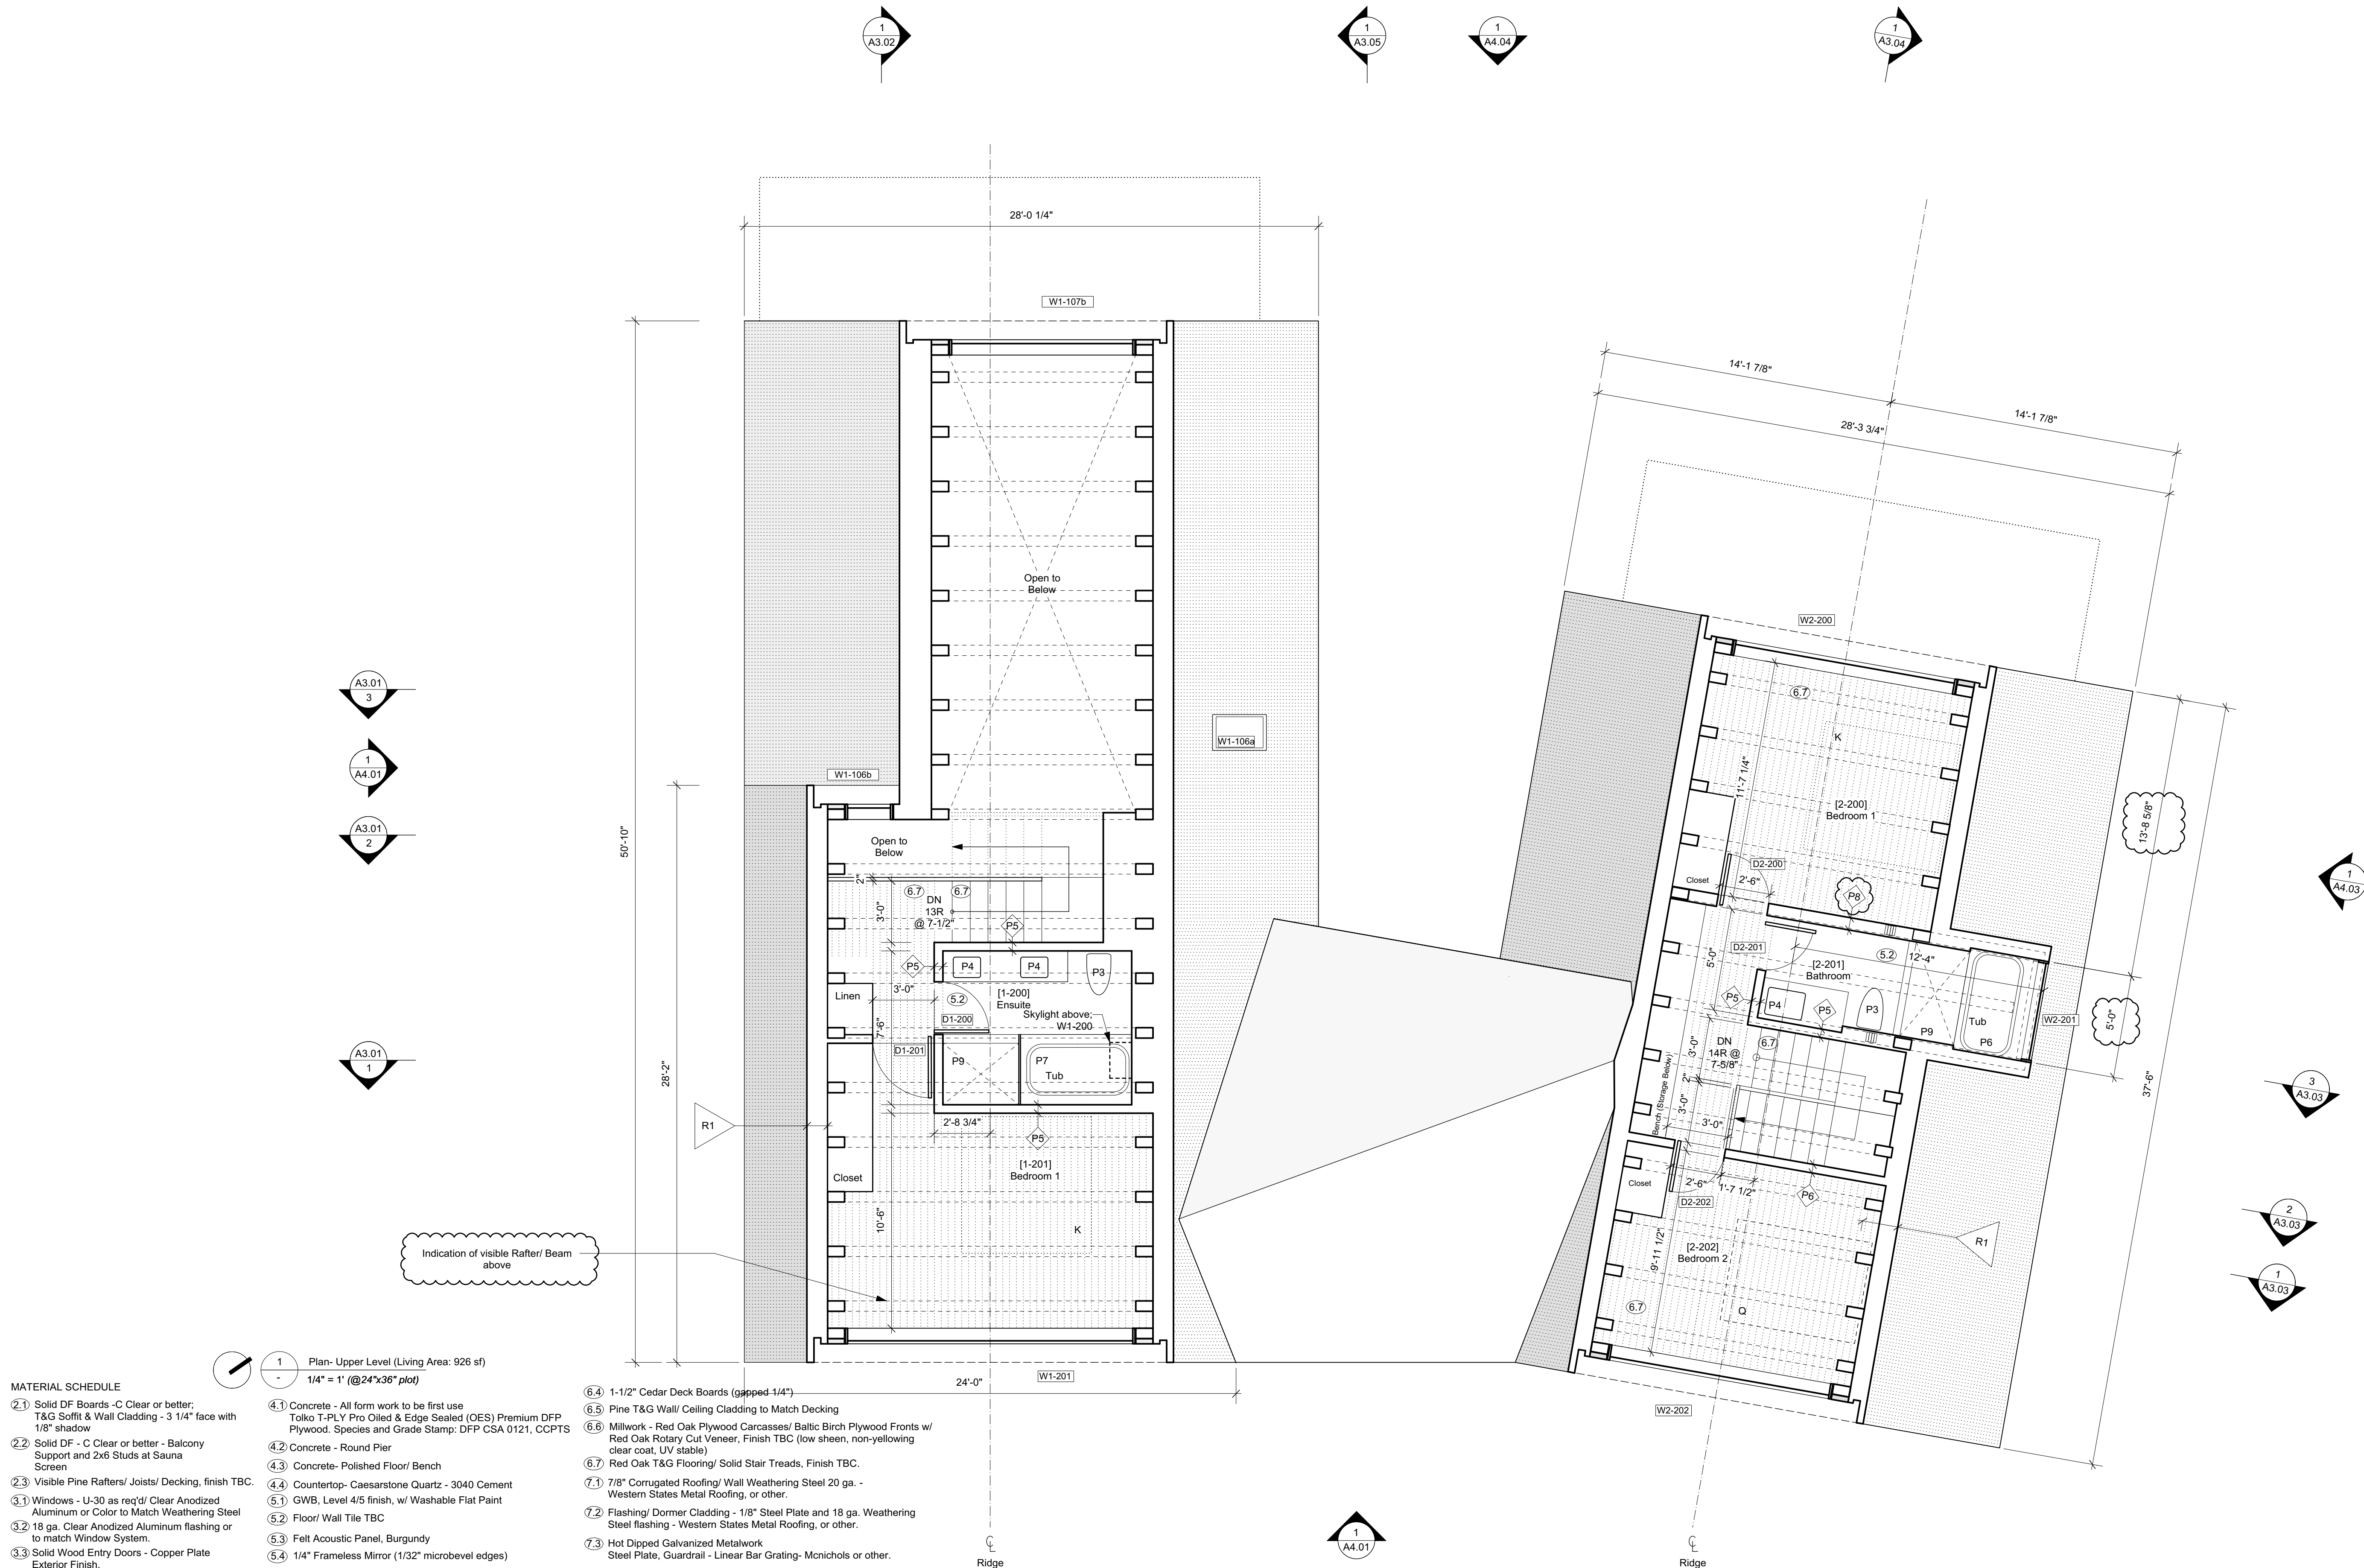 1
A3.02
1
A3.05
1
A4.04
1
A3.04
28'-0 1/4"
W1-107b
14'-1 7/8"
14'-1 7/8"
28'-3 3/4"
W2-200
A3.01
3
1
A4.01
A3.01
2
A3.01
1
50'-10"
28'-2"
W1-106b
W1-106a
Open to
Below
Open to
Below
2"
6.7
6.7
DN
13R
@ 7-1/2"
3'-0"
P5
P5
P4
P4
P3
Linen
3'-0"
5.2
[1-200]
Ensuite
D1-200
Skylight above;
W1-200
7'-6"
D1-201
P9
P7
Tub
R1
2'-8 3/4"
P5
[1-201]
Bedroom 1
Closet
10'-6"
K
Indication of visible Rafter/ Beam
above
24'-0"
W1-201
6.7
K
11'-7 1/4"
[2-200]
Bedroom 1
13'-8 5/8"
D2-200
Closet
2'-6"
P8
1
A4.03
D2-201
5.2
12'-4"
5'-0"
[2-201]
Bathroom
P5
P4
P5
P3
Tub
P9
P6
W2-201
5'-0"
6.7
DN
14R @
7-5/8"
3'-0"
Bench (Storage Below)
2"
3'-0"
3'-0"
37'-6"
3
A3.03
Closet
2'-6"
1'-7 1/2"
P6
D2-202
[2-202]
Bedroom 2
9'-11 1/2"
R1
2
A3.03
1
A3.03
6.7
Q
W2-202
1
A4.01
Ridge
Ridge
1
-
Plan- Upper Level (Living Area: 926 sf)
1/4" = 1' (@24"x36" plot)
MATERIAL SCHEDULE
2.1 Solid DF Boards -C Clear or better;
T&G Soffit & Wall Cladding - 3 1/4" face with
1/8" shadow
2.2 Solid DF - C Clear or better - Balcony
Support and 2x6 Studs at Sauna
Screen
2.3 Visible Pine Rafters/ Joists/ Decking, finish TBC.
3.1 Windows - U-30 as req'd/ Clear Anodized
Aluminum or Color to Match Weathering Steel
3.2 18 ga. Clear Anodized Aluminum flashing or
to match Window System.
3.3 Solid Wood Entry Doors - Copper Plate
Exterior Finish.
4.1 Concrete - All form work to be first use
Tolko T-PLY Pro Oiled & Edge Sealed (OES) Premium DFP
Plywood. Species and Grade Stamp: DFP CSA 0121, CCPTS
4.2 Concrete - Round Pier
4.3 Concrete- Polished Floor/ Bench
4.4 Countertop- Caesarstone Quartz - 3040 Cement
5.1 GWB, Level 4/5 finish, w/ Washable Flat Paint
5.2 Floor/ Wall Tile TBC
5.3 Felt Acoustic Panel, Burgundy
5.4 1/4" Frameless Mirror (1/32" microbevel edges)
6.4 1-1/2" Cedar Deck Boards (gapped 1/4")
6.5 Pine T&G Wall/ Ceiling Cladding to Match Decking
6.6 Millwork - Red Oak Plywood Carcasses/ Baltic Birch Plywood Fronts w/
Red Oak Rotary Cut Veneer, Finish TBC (low sheen, non-yellowing
clear coat, UV stable)
6.7 Red Oak T&G Flooring/ Solid Stair Treads, Finish TBC.
7.1 7/8" Corrugated Roofing/ Wall Weathering Steel 20 ga. -
Western States Metal Roofing, or other.
7.2 Flashing/ Dormer Cladding - 1/8" Steel Plate and 18 ga. Weathering
Steel flashing - Western States Metal Roofing, or other.
7.3 Hot Dipped Galvanized Metalwork
Steel Plate, Guardrail - Linear Bar Grating- Mcnichols or other.